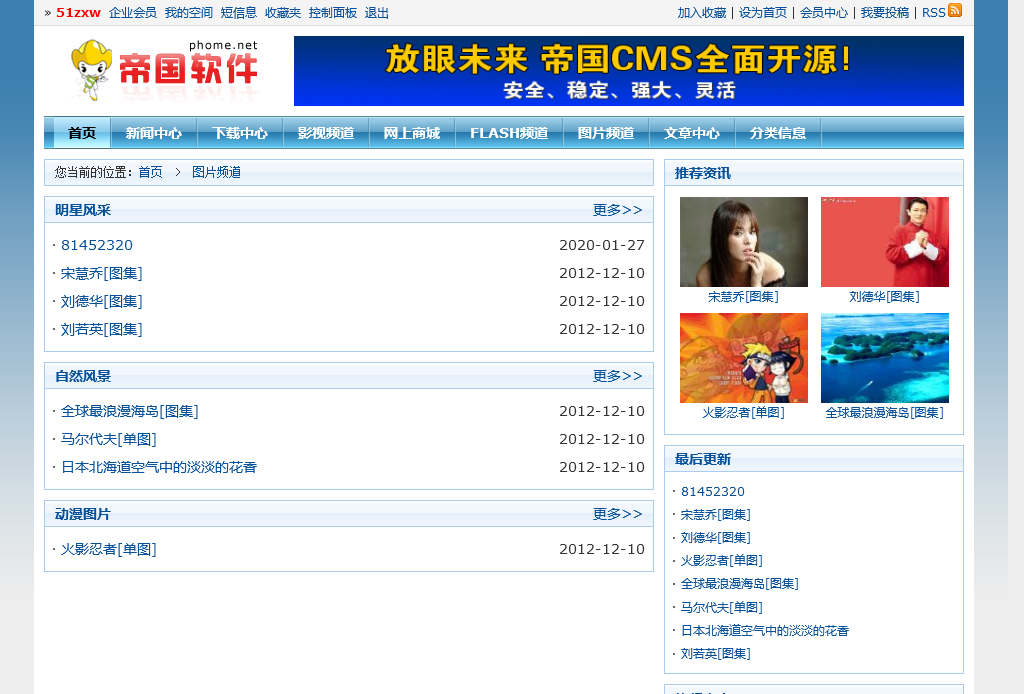 » 51zxw 企业会员 我的空间 短信息 收藏夹 控制面板 退出
加入收藏 | 设为首页 | 会员中心 | 我要投稿 | RSS
phome.net
帝国软件
放眼未来 帝国CMS全面开源!
安全、稳定、强大、灵活
首页 新闻中心 下载中心 影视频道 网上商城 FLASH频道 图片频道 文章中心 分类信息
您当前的位置：首页 > 图片频道
明星风采 更多>>
· 81452320 2020-01-27
· 宋慧乔[图集] 2012-12-10
· 刘德华[图集] 2012-12-10
· 刘若英[图集] 2012-12-10
自然风景 更多>>
· 全球最浪漫海岛[图集] 2012-12-10
· 马尔代夫[单图] 2012-12-10
· 日本北海道空气中的淡淡的花香 2012-12-10
动漫图片 更多>>
· 火影忍者[单图] 2012-12-10
推荐资讯
宋慧乔[图集] 刘德华[图集]
火影忍者[单图] 全球最浪漫海岛[图集]
最后更新
· 81452320
· 宋慧乔[图集]
· 刘德华[图集]
· 火影忍者[单图]
· 全球最浪漫海岛[图集]
· 马尔代夫[单图]
· 日本北海道空气中的淡淡的花香
· 刘若英[图集]